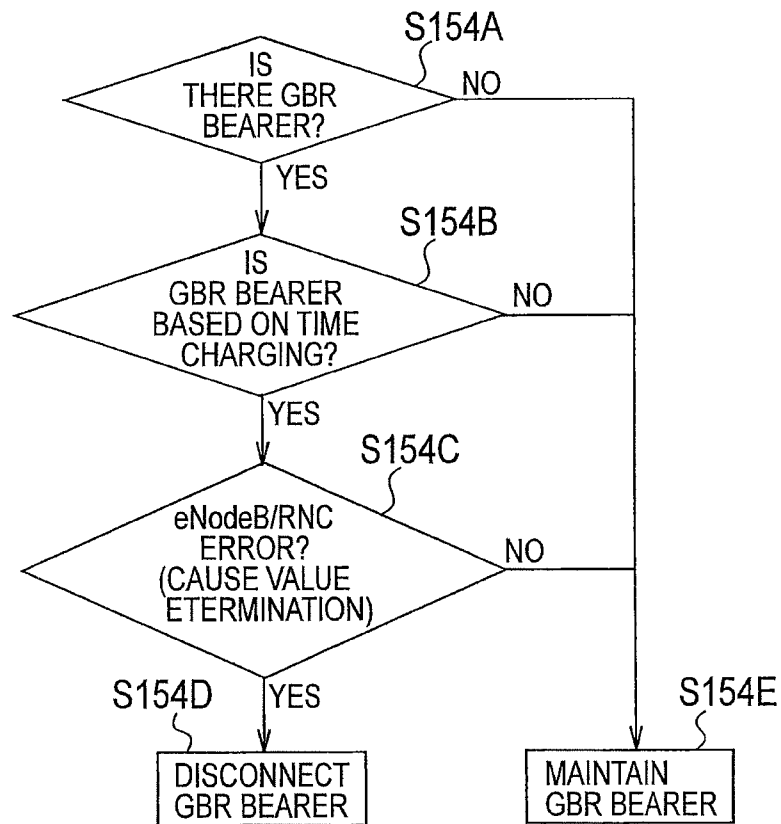 S154A
IS
THERE GBR
BEARER?
NO
YES
S154B
IS
GBR BEARER
BASED ON TIME
CHARGING?
NO
YES
S154C
eNodeB/RNC
ERROR?
(CAUSE VALUE
ETERMINATION)
NO
YES
S154D
DISCONNECT
GBR BEARER
S154E
MAINTAIN
GBR BEARER